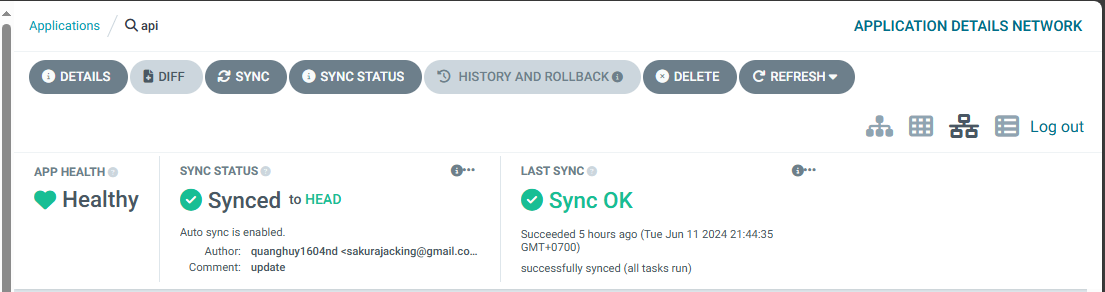 Applications / api
APPLICATION DETAILS NETWORK
DETAILS DIFF SYNC SYNC STATUS HISTORY AND ROLLBACK DELETE REFRESH
Log out
APP HEALTH
Healthy
SYNC STATUS
Synced to HEAD
Auto sync is enabled.
Author: quanghuy1604nd <sakurajacking@gmail.co...
Comment: update
LAST SYNC
Sync OK
Succeeded 5 hours ago (Tue Jun 11 2024 21:44:35
GMT+0700)
successfully synced (all tasks run)